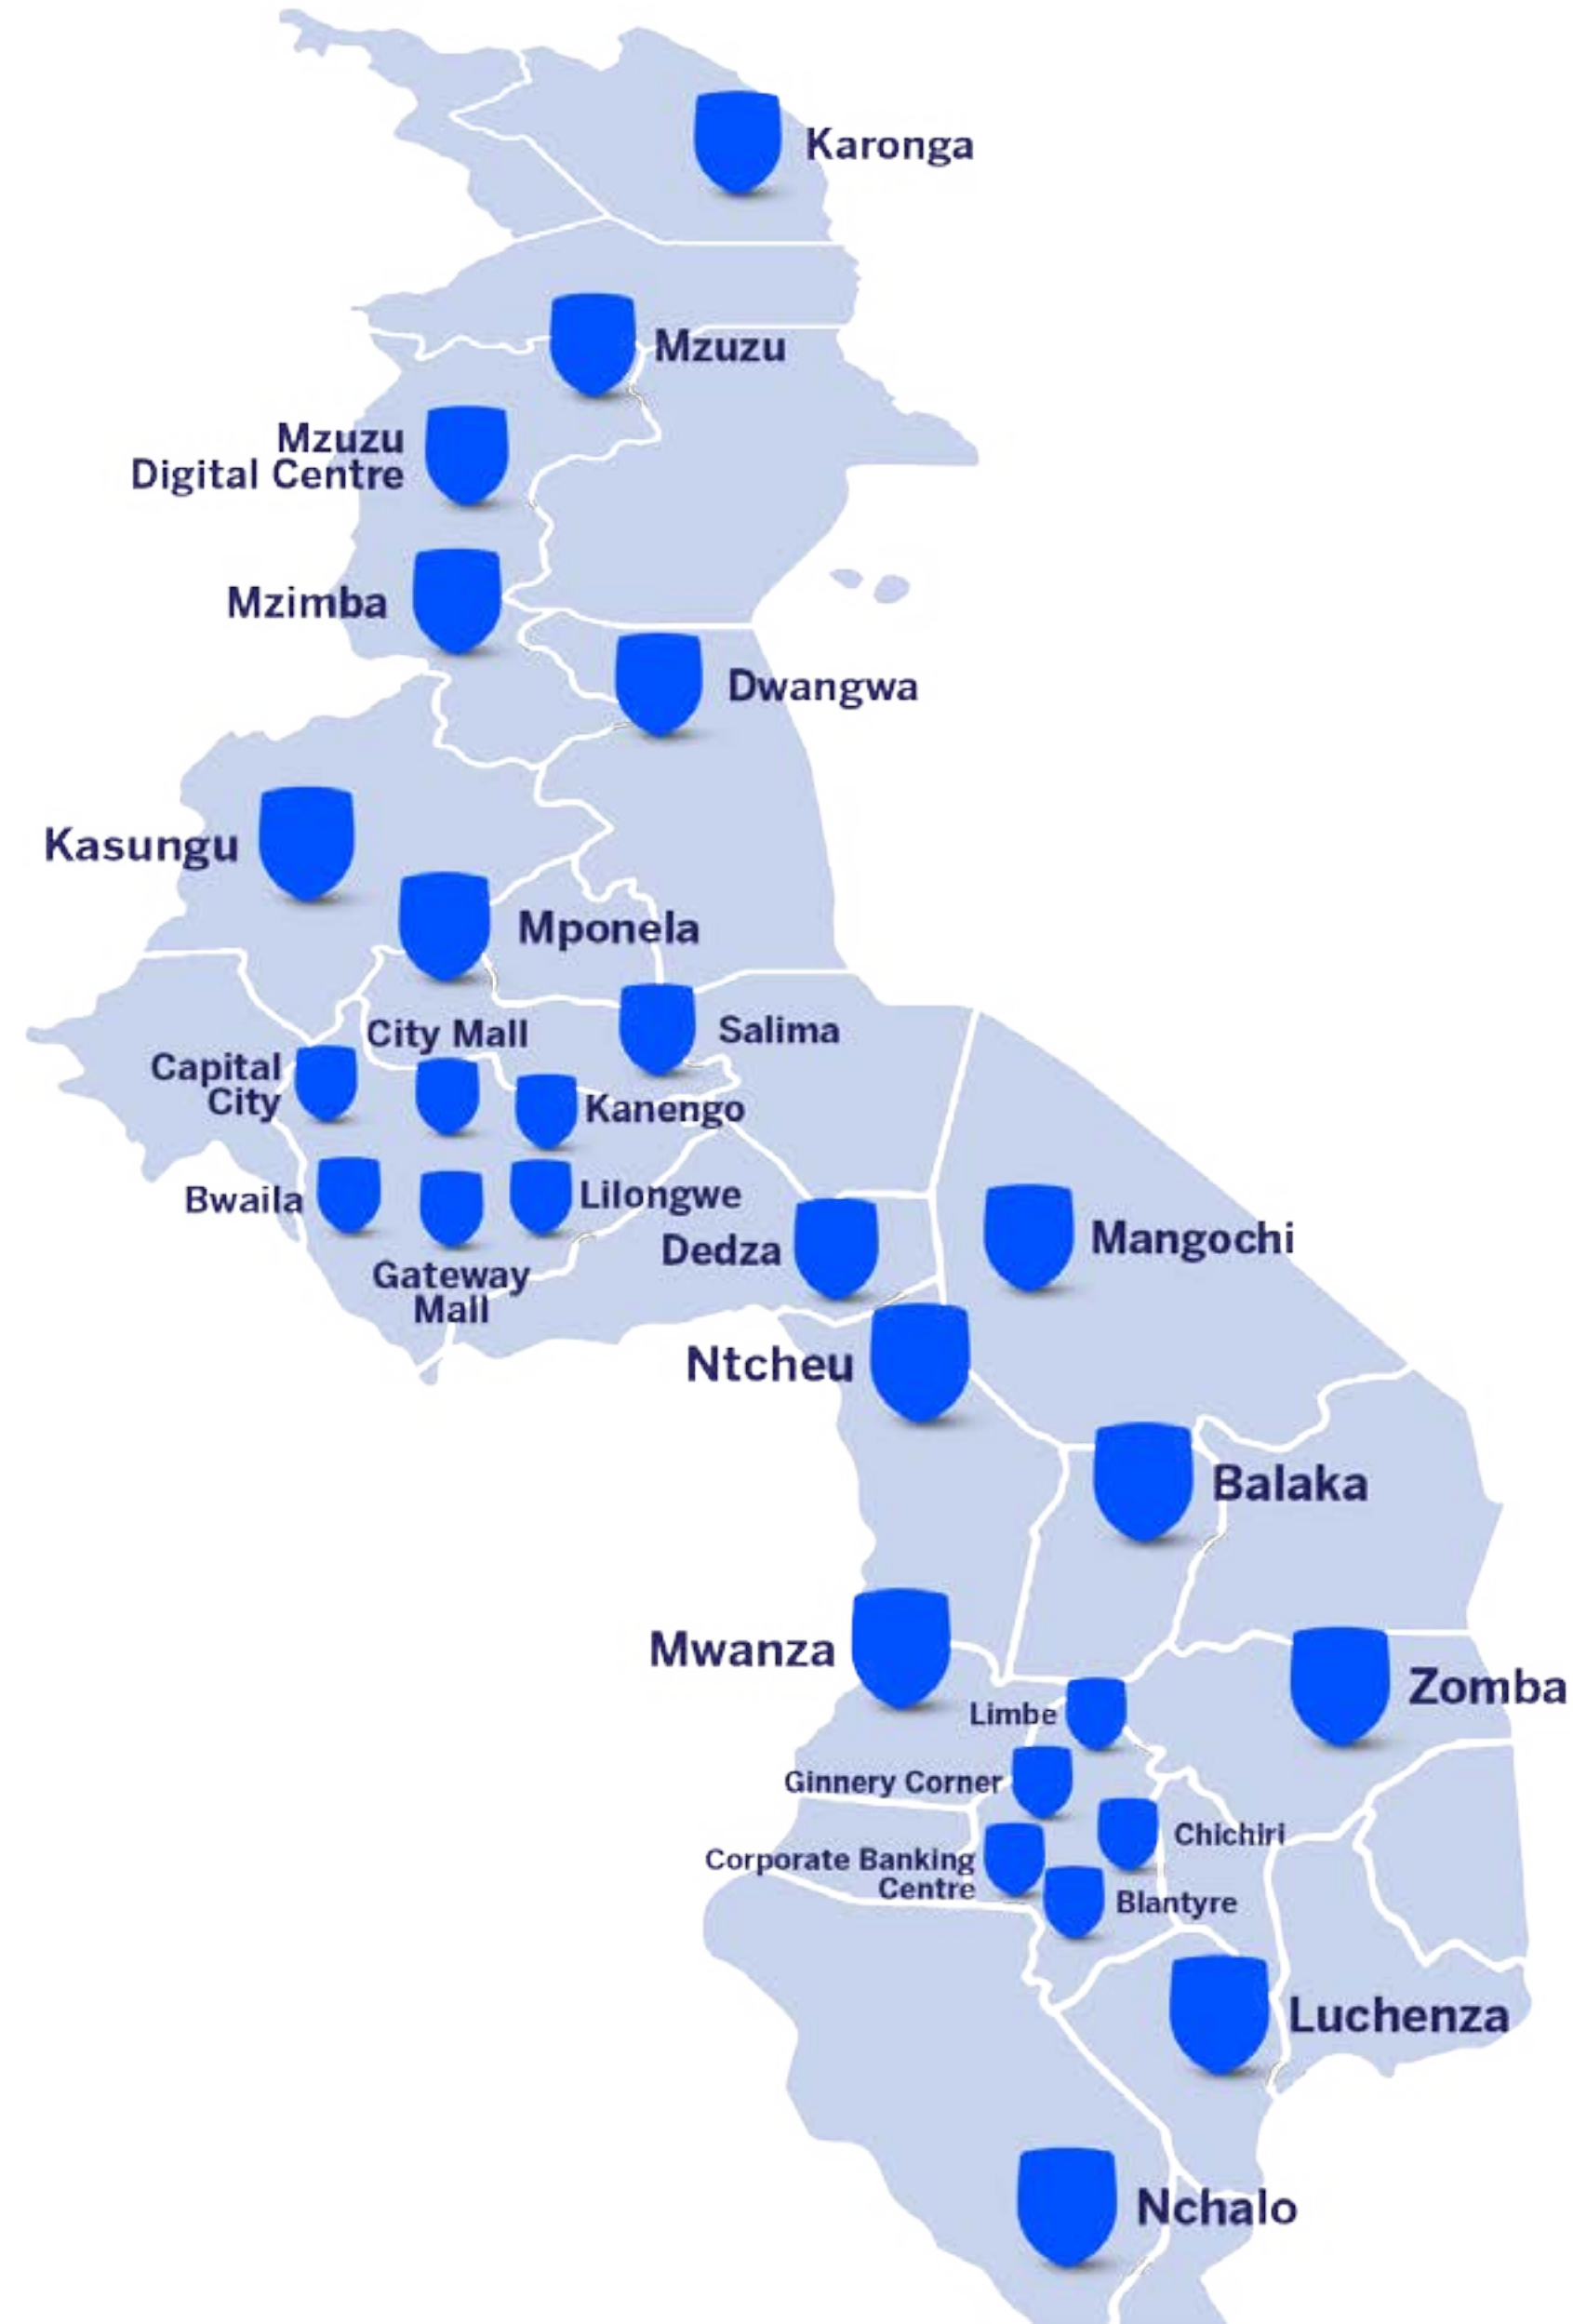 Karonga
Mzuzu
Mzuzu
Digital Centre
Mzimba
Dwangwa
Kasungu
Mponela
City Mall
Salima
Capital
City
Kanengo
Bwaila
Lilongwe
Gateway
Mall
Dedza
Mangochi
Ntcheu
Balaka
Mwanza
Zomba
Limbe
Ginnery Corner
Chichiri
Corporate Banking
Centre
Blantyre
Luchenza
Nchalo